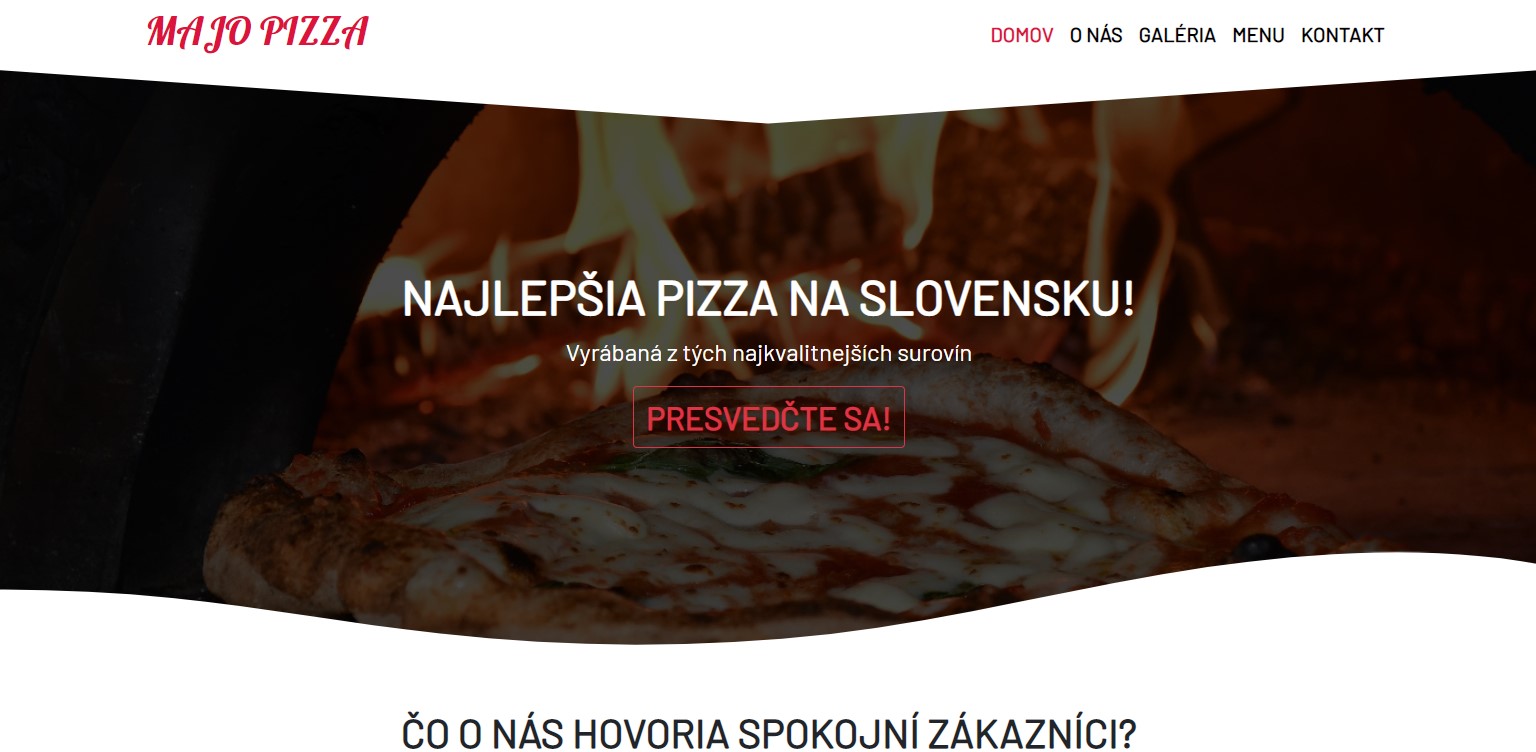 MAJO PIZZA
DOMOV O NÁS GALÉRIA MENU KONTAKT
NAJLEPŠIA PIZZA NA SLOVENSKU!
Vyrábaná z tých najkvalitnejších surovín
PRESVEDČTE SA!
ČO O NÁS HOVORIA SPOKOJNÍ ZÁKAZNÍCI?